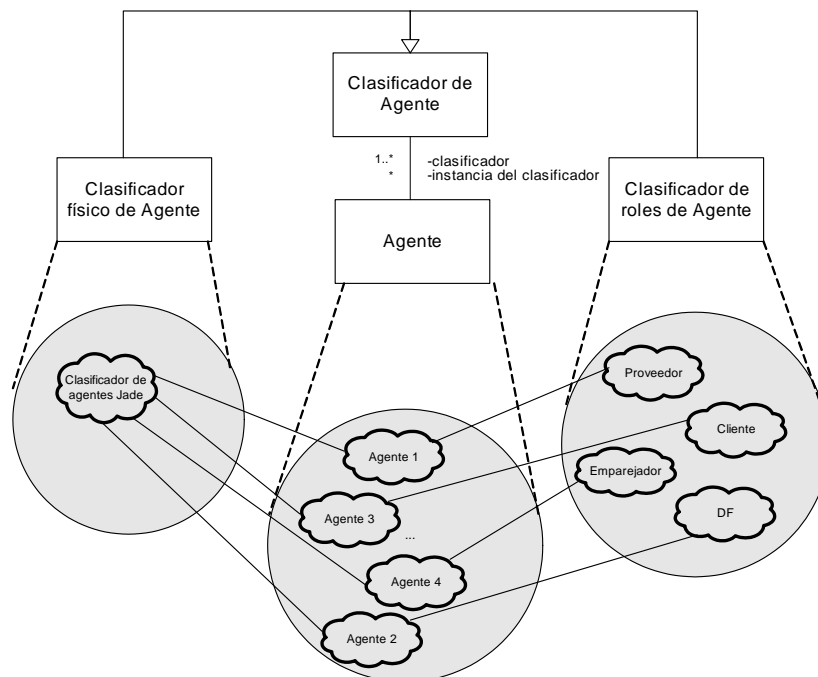 Clasificador de
Agente
1..*
-clasificador
*
-instancia del clasificador
Clasificador
físico de Agente
Agente
Clasificador de
roles de Agente
Clasificador de
agentes Jade
Agente 1
Agente 3
...
Agente 4
Agente 2
Proveedor
Cliente
Emparejador
DF